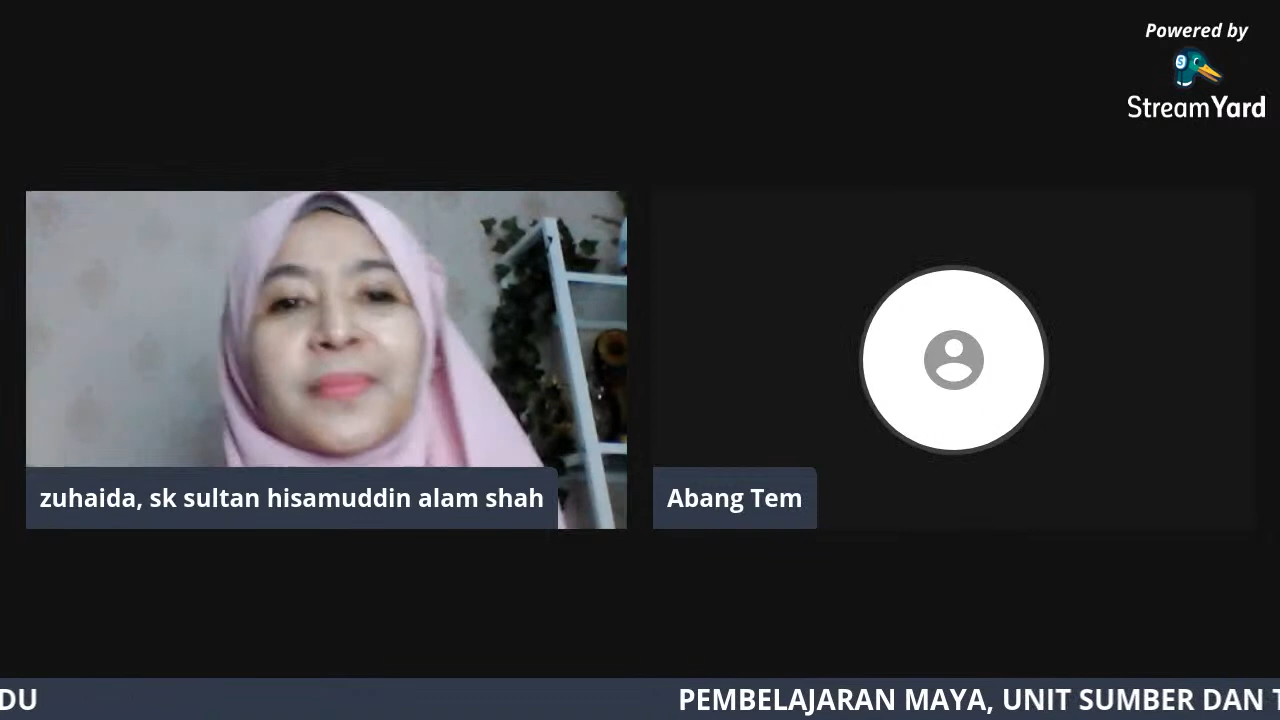 Powered by
StreamYard
zuhaida, sk sultan hisamuddin alam shah
Abang Tem
DU
PEMBELAJARAN MAYA, UNIT SUMBER DAN